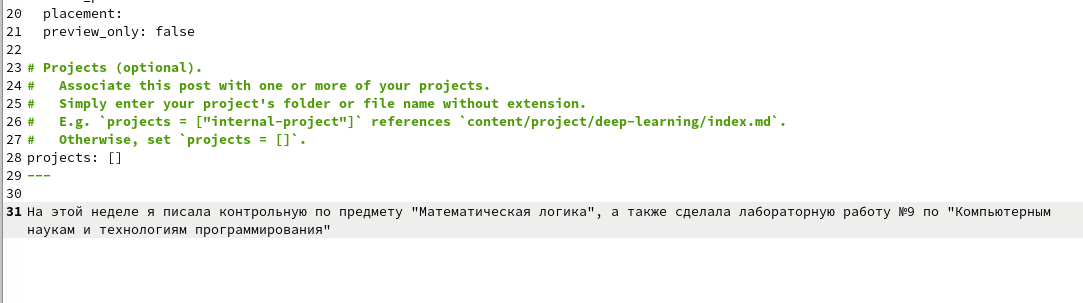 20 placement:
21 preview_only: false
22
23 # Projects (optional).
24 #   Associate this post with one or more of your projects.
25 #   Simply enter your project's folder or file name without extension.
26 #   E.g. `projects = ["internal-project"]` references `content/project/deep-learning/index.md`.
27 #   Otherwise, set `projects = []`.
28 projects: []
29 ---
30
31 На этой неделе я писала контрольную по предмету "Математическая логика", а также сделала лабораторную работу №9 по "Компьютерным
наукам и технологиям программирования"